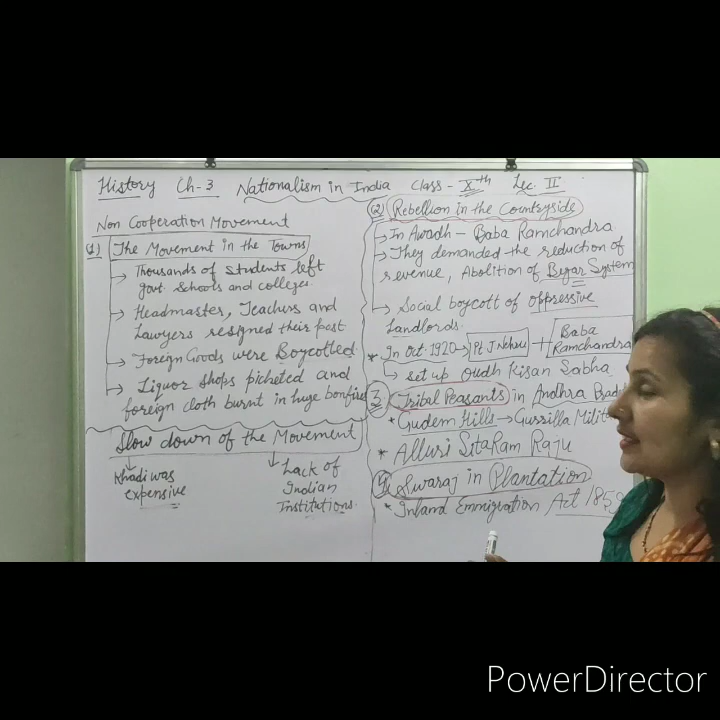 History Ch-3 Nationalism in India Class - Xth Lec. II
Non Cooperation Movement
(1) The Movement in the Towns
→ Thousands of students left
govt schools and colleges.
→ Headmaster, Teachers and
Lawyers resigned their post.
→ Foreign Goods were Boycotted
→ Liquor shops picketed and
foreign cloth burnt in huge bonfire
Slow down of the Movement
Khadi was
expensive
Lack of
Indian
Institutions.
(2) Rebellion in the Countryside
→ In Awadh - Baba Ramchandra
→ They demanded the reduction of
revenue, Abolition of Begar System
→ Social boycott of oppressive
Landlords.
* In Oct. 1920 → Pt J. Nehru + Baba
Ramchandra
→ set up Oudh Kisan Sabha
3 Tribal Peasants in Andhra
* Gudem Hills → Gurrilla
* Alluri SitaRam Raju
4 Swaraj in Plantation
* Inland Emmigration Act 1859
PowerDirector